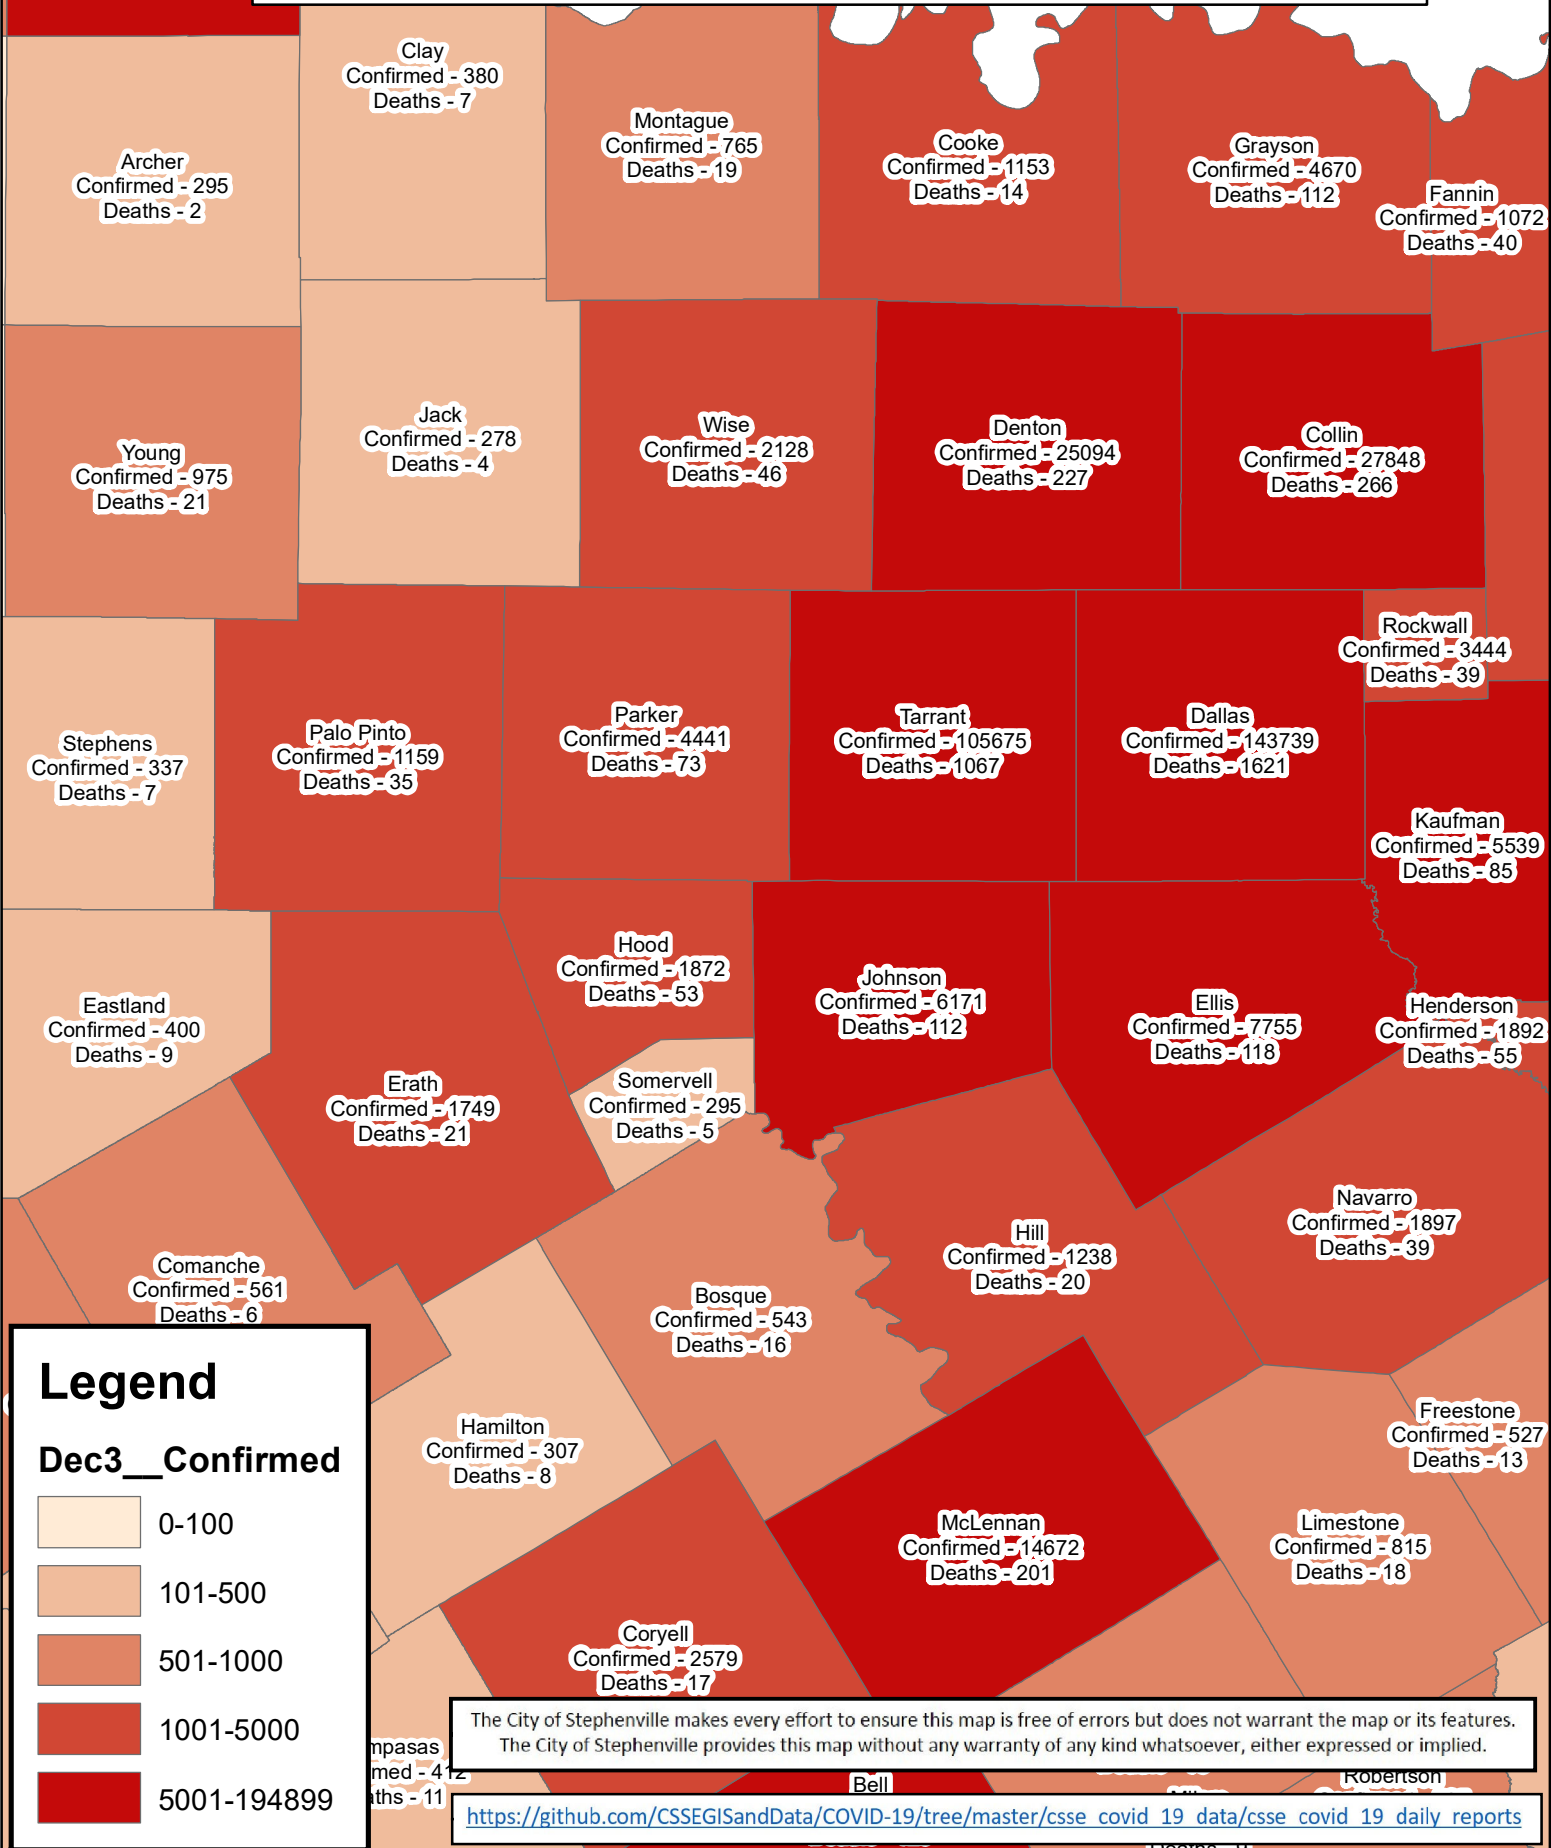 Clay
Confirmed - 380
Deaths - 7
Montague
Confirmed - 765
Deaths - 19
Cooke
Confirmed - 1153
Deaths - 14
Grayson
Confirmed - 4670
Deaths - 112
Archer
Confirmed - 295
Deaths - 2
Fannin
Confirmed - 1072
Deaths - 40
Young
Confirmed - 975
Deaths - 21
Jack
Confirmed - 278
Deaths - 4
Wise
Confirmed - 2128
Deaths - 46
Denton
Confirmed - 25094
Deaths - 227
Collin
Confirmed - 27848
Deaths - 266
Rockwall
Confirmed - 3444
Deaths - 39
Stephens
Confirmed - 337
Deaths - 7
Palo Pinto
Confirmed - 1159
Deaths - 35
Parker
Confirmed - 4441
Deaths - 73
Tarrant
Confirmed - 105675
Deaths - 1067
Dallas
Confirmed - 143739
Deaths - 1621
Kaufman
Confirmed - 5539
Deaths - 85
Eastland
Confirmed - 400
Deaths - 9
Hood
Confirmed - 1872
Deaths - 53
Johnson
Confirmed - 6171
Deaths - 112
Ellis
Confirmed - 7755
Deaths - 118
Henderson
Confirmed - 1892
Deaths - 55
Erath
Confirmed - 1749
Deaths - 21
Somervell
Confirmed - 295
Deaths - 5
Comanche
Confirmed - 561
Deaths - 6
Bosque
Confirmed - 543
Deaths - 16
Hill
Confirmed - 1238
Deaths - 20
Navarro
Confirmed - 1897
Deaths - 39
Hamilton
Confirmed - 307
Deaths - 8
McLennan
Confirmed - 14672
Deaths - 201
Limestone
Confirmed - 815
Deaths - 18
Freestone
Confirmed - 527
Deaths - 13
Coryell
Confirmed - 2579
Deaths - 17
mpasas
med - 412
aths - 11
Bell
Robertson
Legend
Dec3__Confirmed
0-100
101-500
501-1000
1001-5000
5001-194899
The City of Stephenville makes every effort to ensure this map is free of errors but does not warrant the map or its features.
The City of Stephenville provides this map without any warranty of any kind whatsoever, either expressed or implied.
https://github.com/CSSEGISandData/COVID-19/tree/master/csse_covid_19_data/csse_covid_19_daily_reports